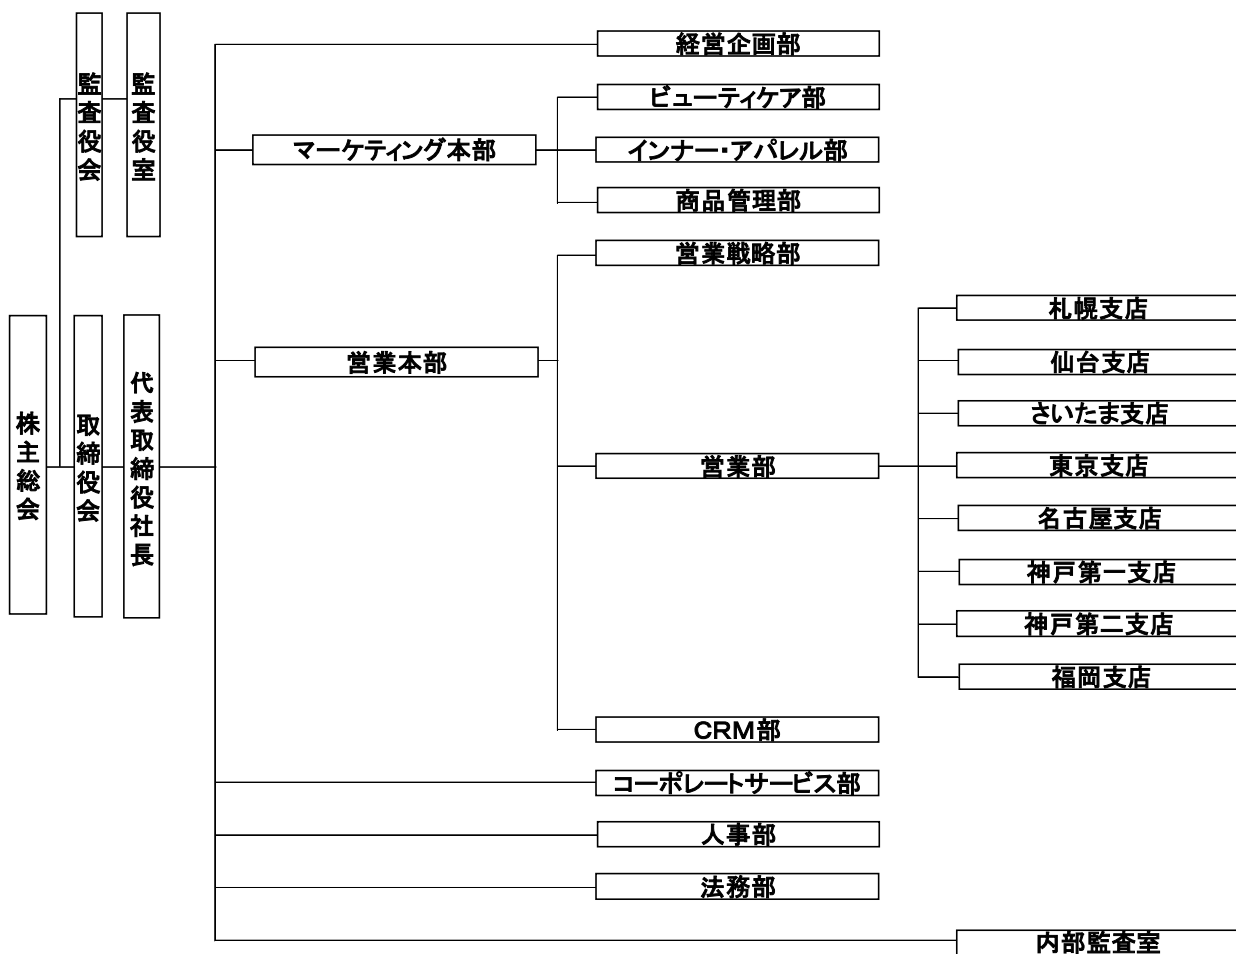 株主総会
監査役会
監査役室
取締役会
代表取締役社長
経営企画部
マーケティング本部
ビューティケア部
インナー・アパレル部
商品管理部
営業本部
営業戦略部
営業部
札幌支店
仙台支店
さいたま支店
東京支店
名古屋支店
神戸第一支店
神戸第二支店
福岡支店
CRM部
コーポレートサービス部
人事部
法務部
内部監査室